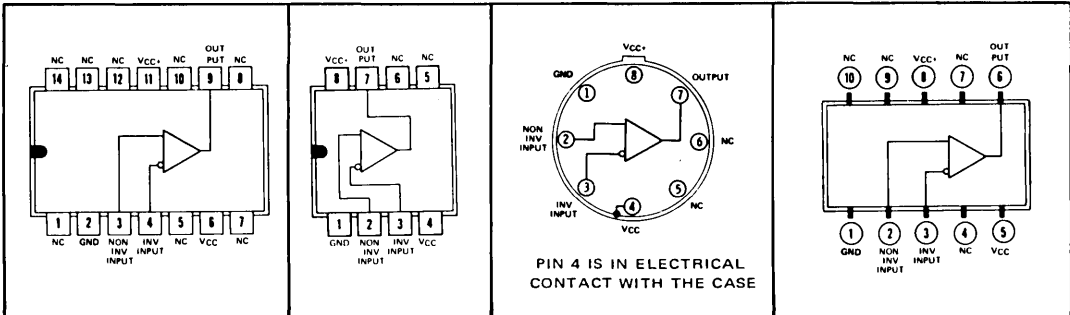 NC NC NC VCC+ NC OUT PUT NC
14 13 12 11 10 9 8
1 2 3 4 5 6 7
NC GND NON INV INPUT INV INPUT NC VCC NC
VCC+ OUT PUT NC NC
8 7 6 5
1 2 3 4
GND NON INV INPUT INV INPUT VCC
VCC+
8
GND
1
OUTPUT
7
NON INV INPUT
2
6
NC
3
INV INPUT
5
NC
4
VCC
PIN 4 IS IN ELECTRICAL
CONTACT WITH THE CASE
NC NC VCC+ NC OUT PUT
10 9 8 7 6
1 2 3 4 5
GND NON INV INPUT INV INPUT NC VCC